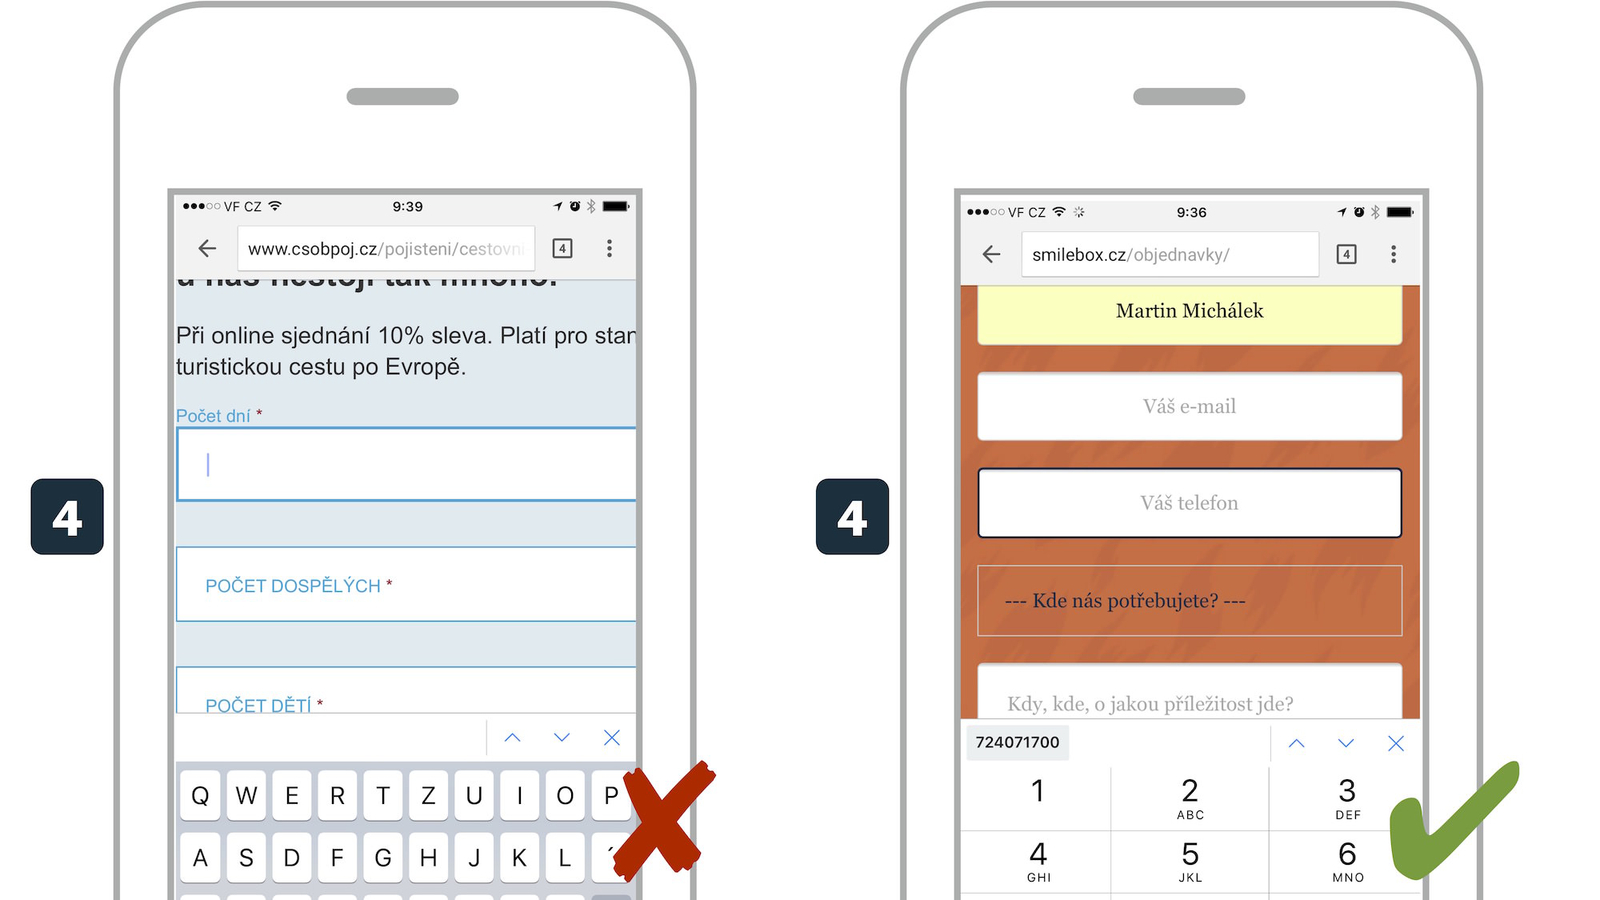 VF CZ
9:39
www.csobpoj.cz/pojisteni/cestovni
4
u nás nestojí tak mnoho.
Při online sjednání 10% sleva. Platí pro stan
turistickou cestu po Evropě.
Počet dní *
4
POČET DOSPĚLÝCH *
POČET DĚTÍ *
Q W E R T Z U I O P
A S D F G H J K L ´
VF CZ
9:36
smilebox.cz/objednavky/
4
Martin Michálek
Váš e-mail
Váš telefon
4
--- Kde nás potřebujete? ---
Kdy, kde, o jakou příležitost jde?
724071700
1 2 3
ABC DEF
4 5 6
GHI JKL MNO